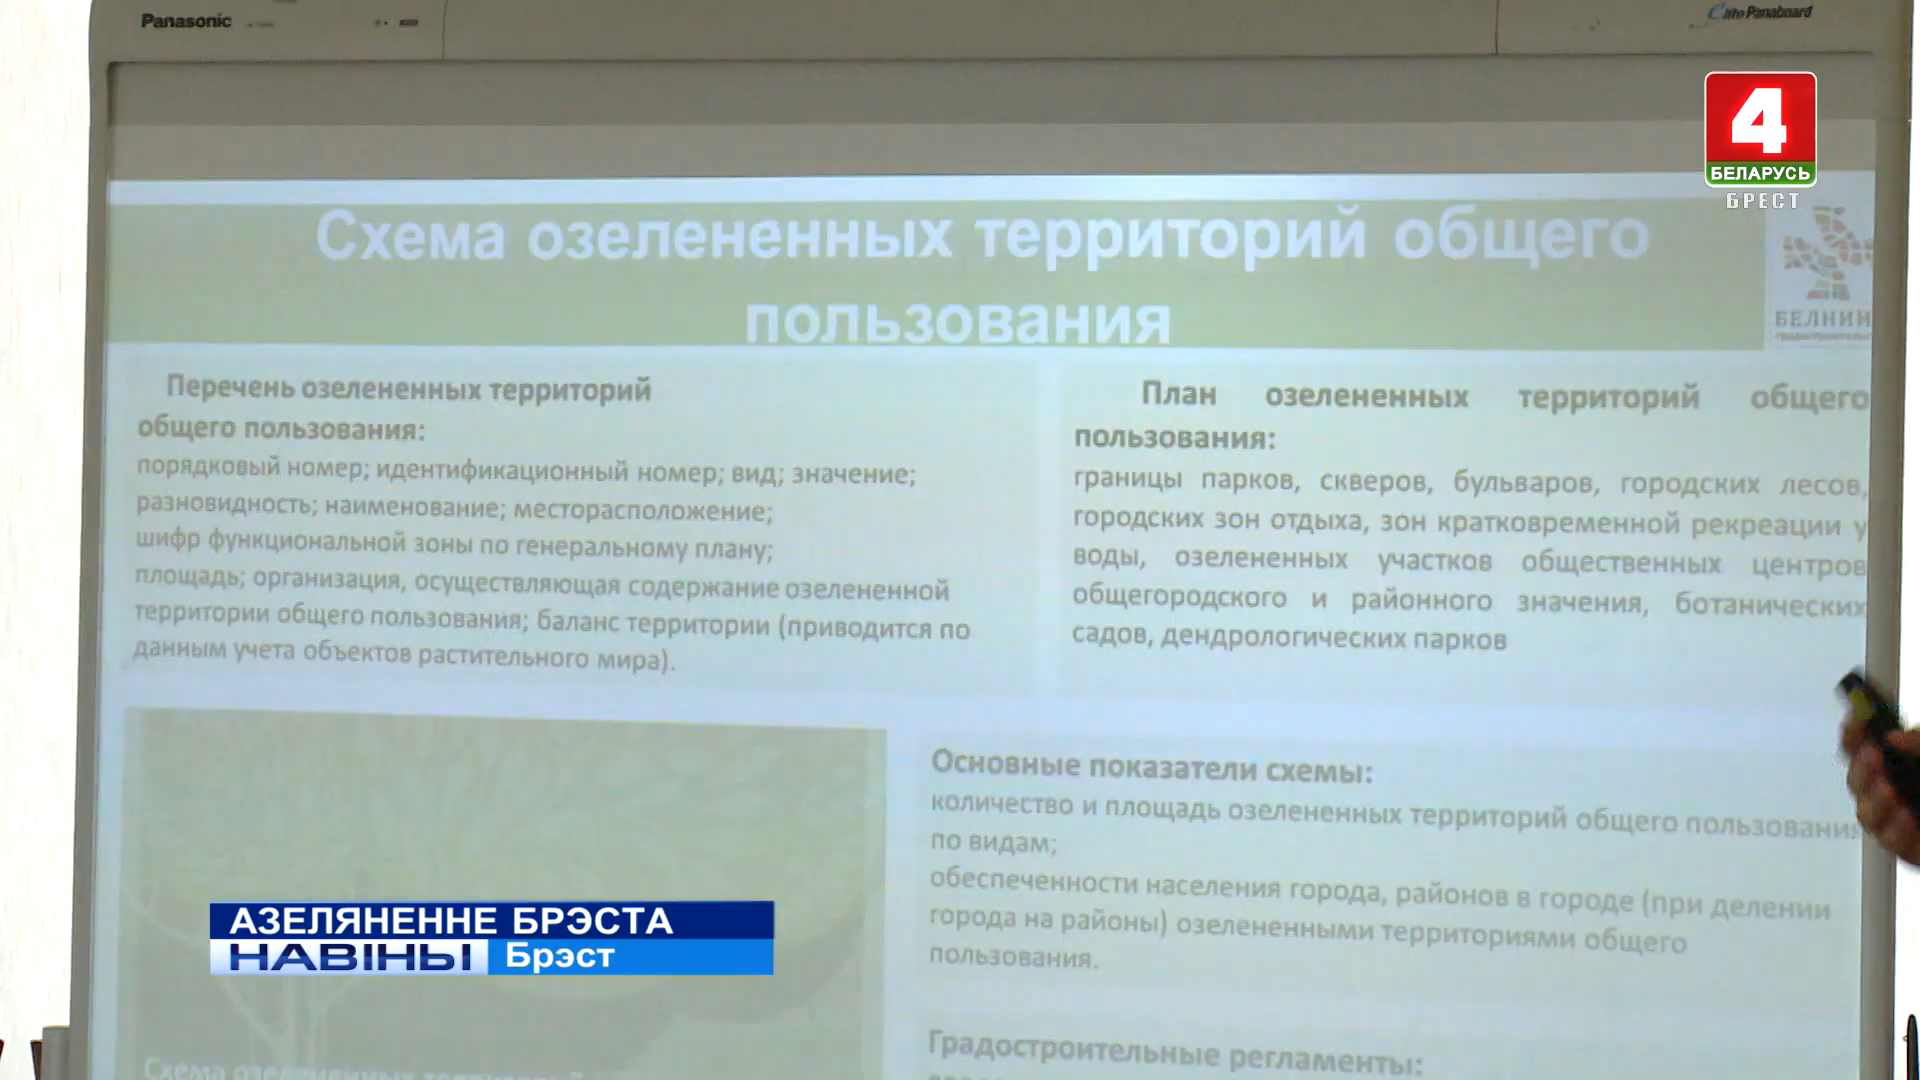 Panasonic
elite Panaboard
4
БЕЛАРУСЬ
БРЕСТ
Схема озелененных территорий общего
пользования
БЕЛНИИ
Перечень озелененных территорий
общего пользования:
порядковый номер; идентификационный номер; вид; значение;
разновидность; наименование; месторасположение;
шифр функциональной зоны по генеральному плану;
площадь; организация, осуществляющая содержание озелененной
территории общего пользования; баланс территории (приводится по
данным учета объектов растительного мира).
План озелененных территорий общего
пользования:
границы парков, скверов, бульваров, городских лесов,
городских зон отдыха, зон кратковременной рекреации у
воды, озелененных участков общественных центров
общегородского и районного значения, ботанических
садов, дендрологических парков
Основные показатели схемы:
количество и площадь озелененных территорий общего пользования
по видам;
обеспеченности населения города, районов в городе (при делении
города на районы) озелененными территориями общего
пользования.
Градостроительные регламенты:
Схема озелененных территорий
АЗЕЛЯНЕННЕ БРЭСТА
НАВІНЫ Брэст